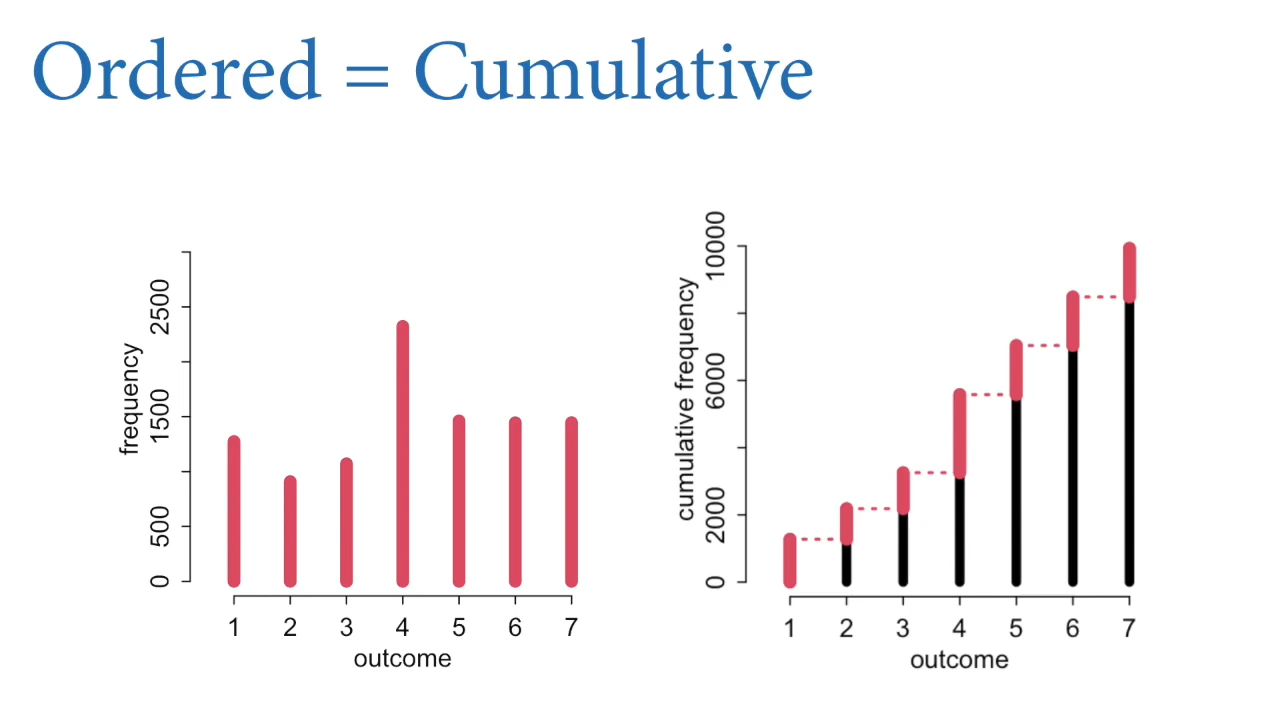 Ordered = Cumulative
frequency
0 500 1500 2500
1 2 3 4 5 6 7
outcome
cumulative frequency
0 2000 6000 10000
1 2 3 4 5 6 7
outcome